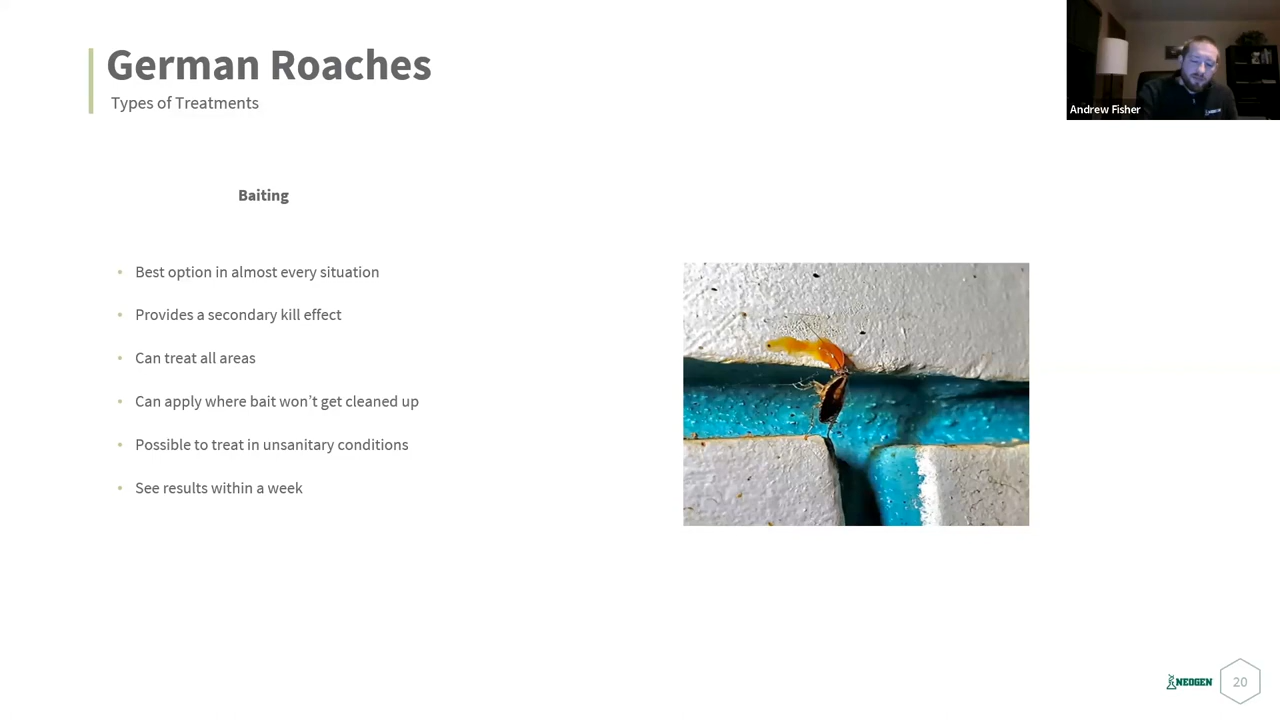 German Roaches
Types of Treatments
Andrew Fisher
Baiting
• Best option in almost every situation
• Provides a secondary kill effect
• Can treat all areas
• Can apply where bait won’t get cleaned up
• Possible to treat in unsanitary conditions
• See results within a week
NEOGEN
20